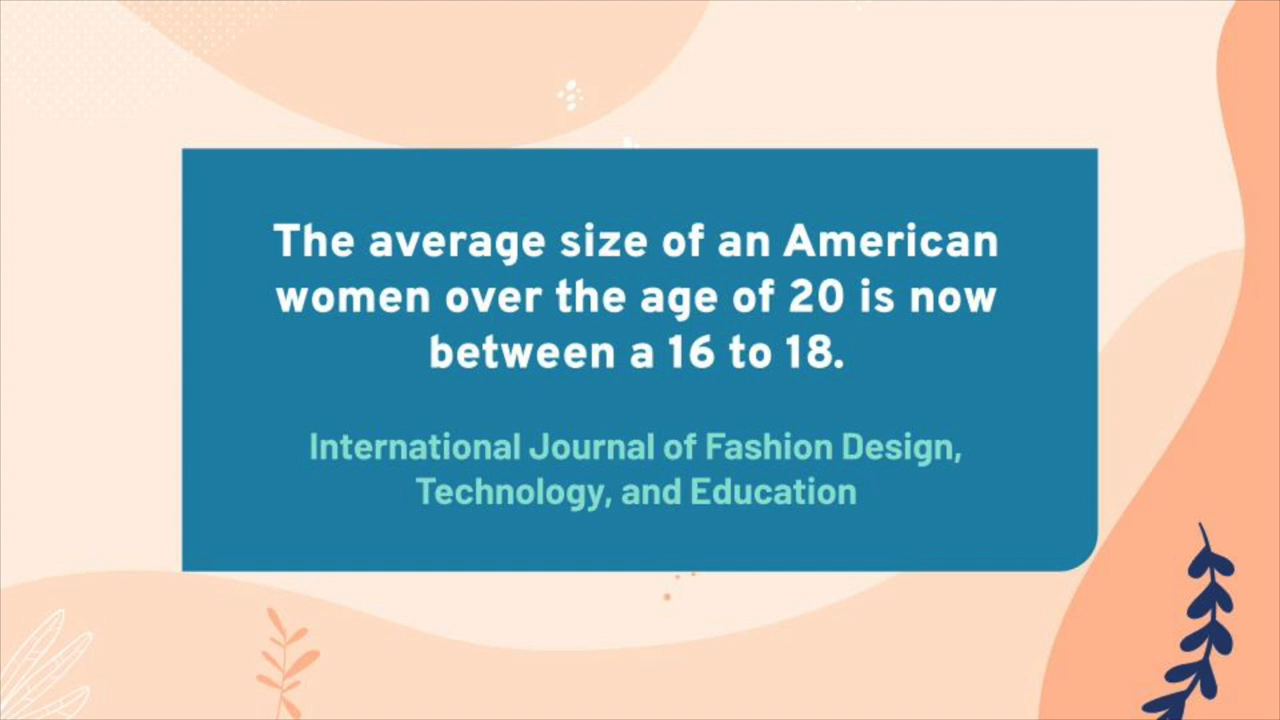 The average size of an American
women over the age of 20 is now
between a 16 to 18.
International Journal of Fashion Design,
Technology, and Education